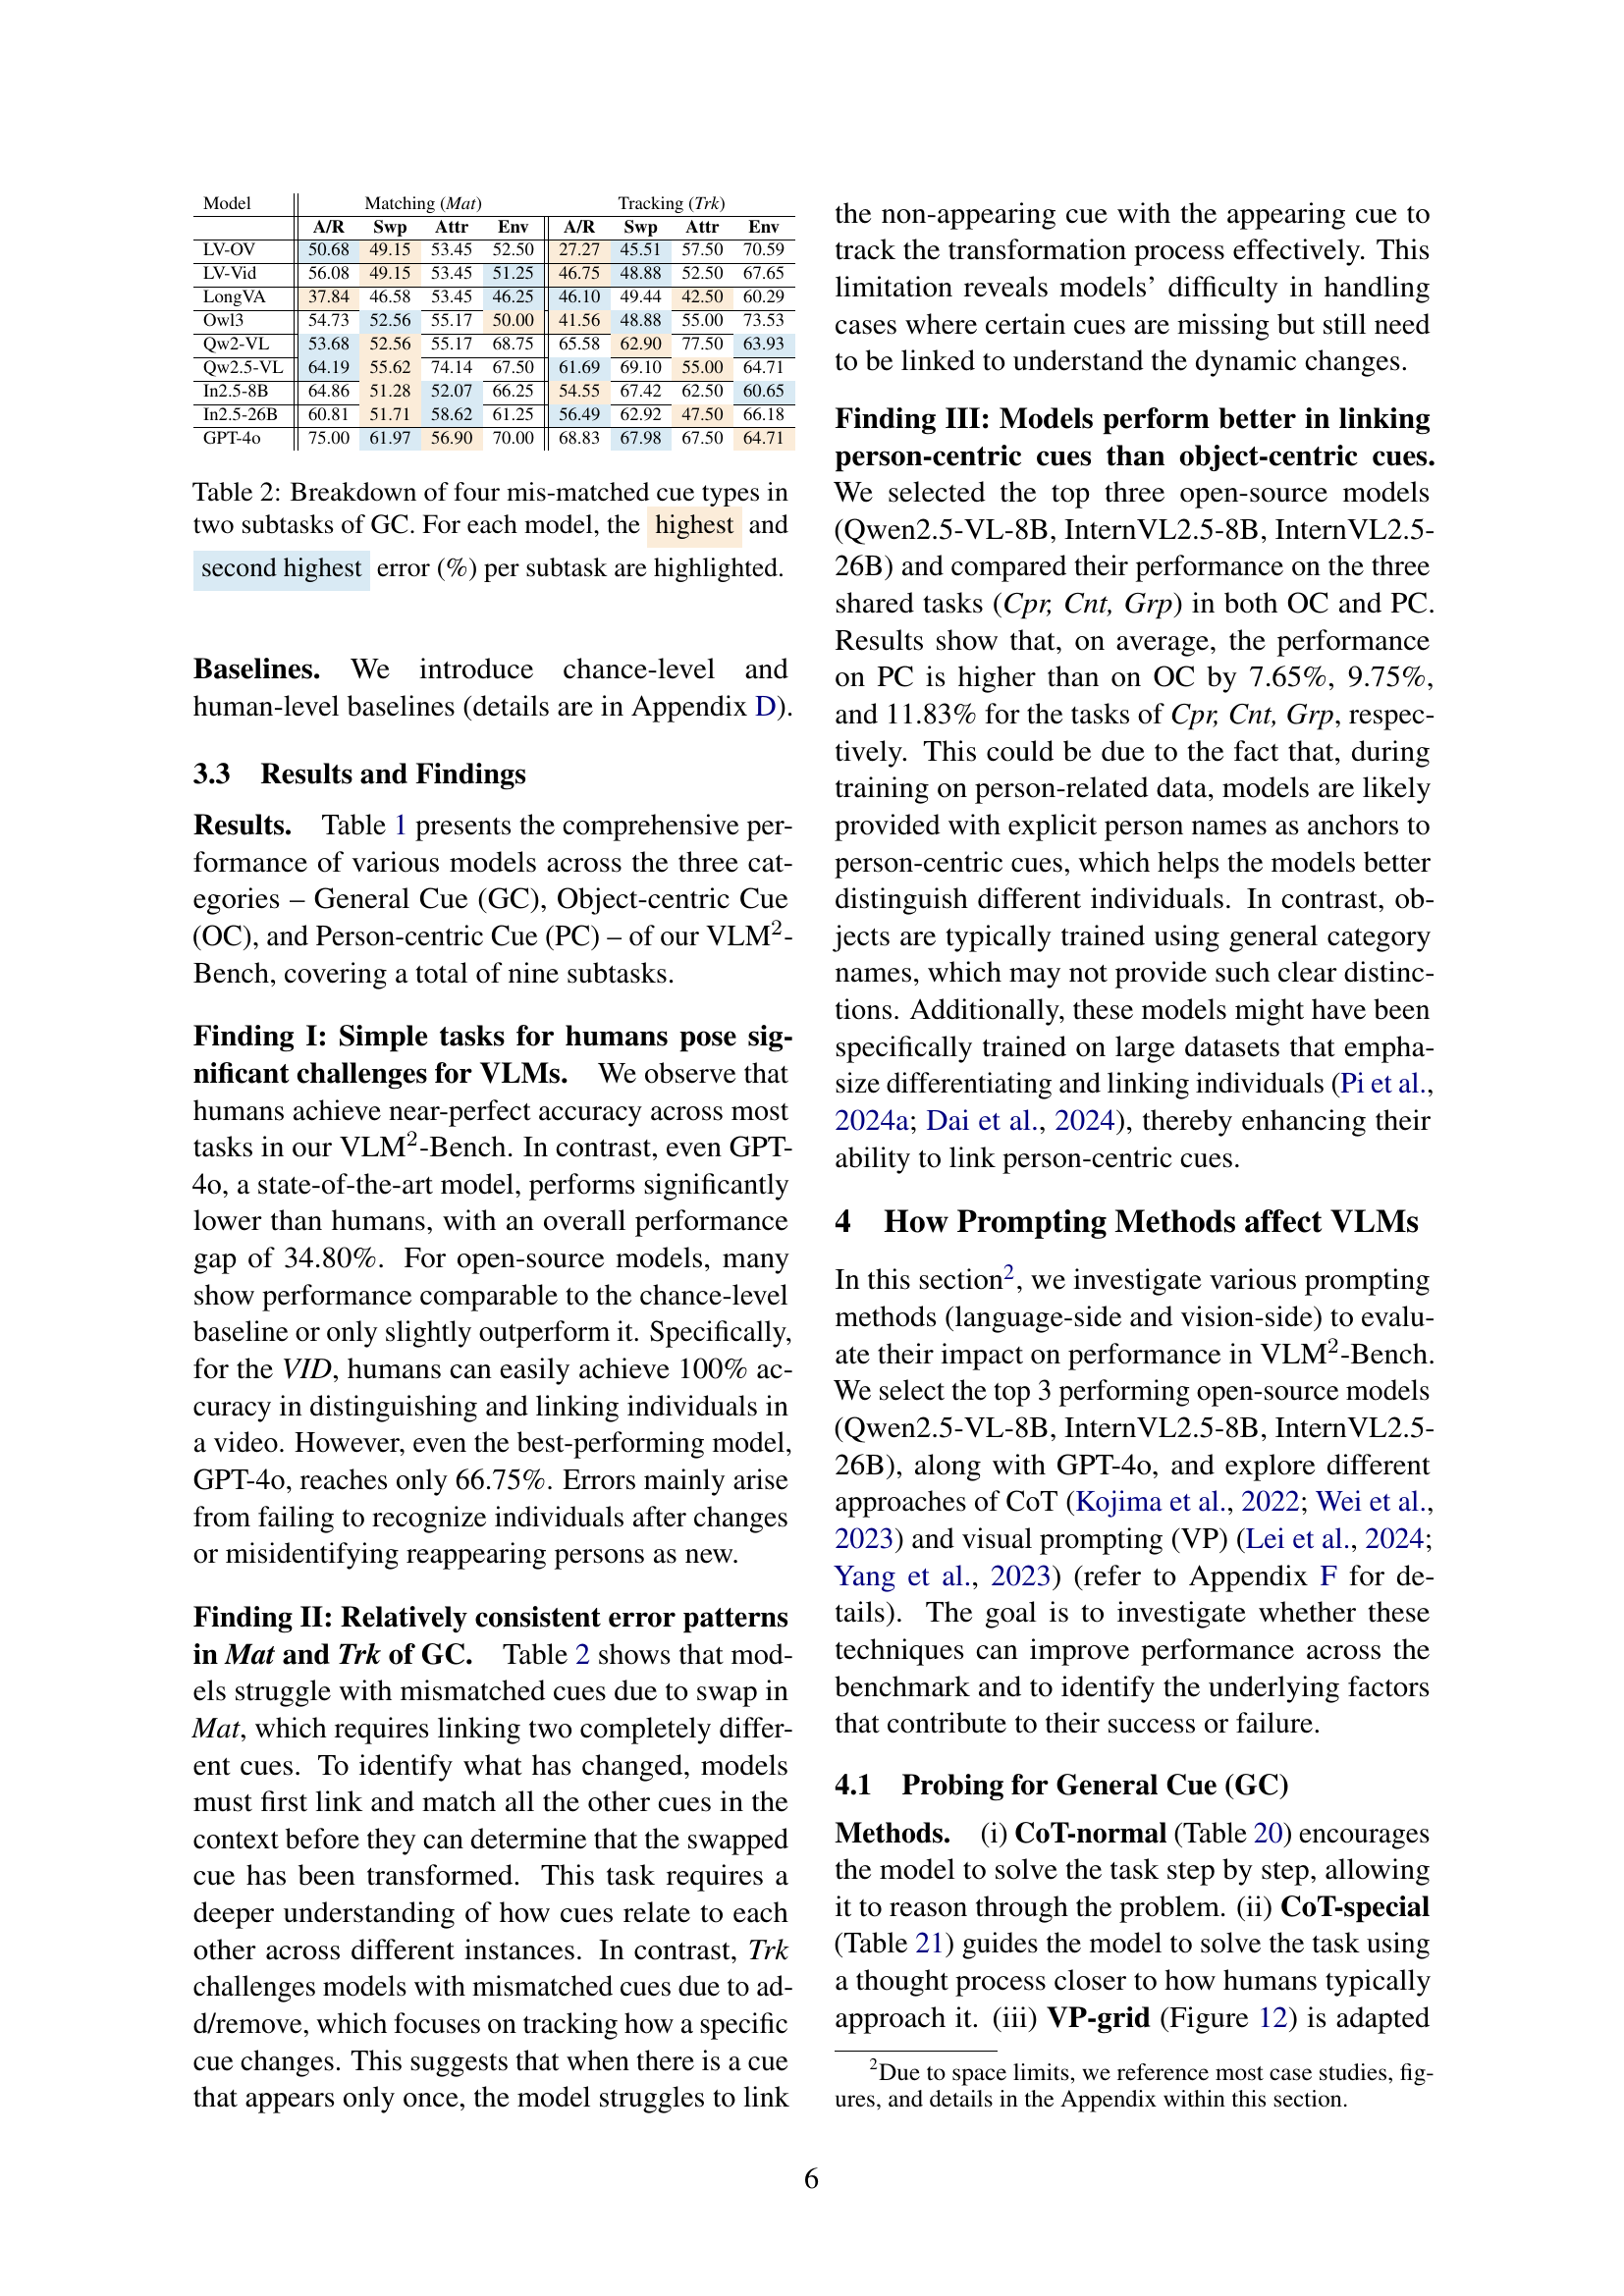 Model Matching (Mat) Tracking (Trk)
A/R Swp Attr Env A/R Swp Attr Env
LV-OV 50.68 49.15 53.45 52.50 27.27 45.51 57.50 70.59
LV-Vid 56.08 49.15 53.45 51.25 46.75 48.88 52.50 67.65
LongVA 37.84 46.58 53.45 46.25 46.10 49.44 42.50 60.29
Owl3 54.73 52.56 55.17 50.00 41.56 48.88 55.00 73.53
Qw2-VL 53.68 52.56 55.17 68.75 65.58 62.90 77.50 63.93
Qw2.5-VL 64.19 55.62 74.14 67.50 61.69 69.10 55.00 64.71
In2.5-8B 64.86 51.28 52.07 66.25 54.55 67.42 62.50 60.65
In2.5-26B 60.81 51.71 58.62 61.25 56.49 62.92 47.50 66.18
GPT-4o 75.00 61.97 56.90 70.00 68.83 67.98 67.50 64.71
Table 2: Breakdown of four mis-matched cue types in
two subtasks of GC. For each model, the highest and
second highest error (%) per subtask are highlighted.
Baselines. We introduce chance-level and
human-level baselines (details are in Appendix D).
3.3 Results and Findings
Results. Table 1 presents the comprehensive per-
formance of various models across the three cat-
egories – General Cue (GC), Object-centric Cue
(OC), and Person-centric Cue (PC) – of our VLM²-
Bench, covering a total of nine subtasks.
Finding I: Simple tasks for humans pose sig-
nificant challenges for VLMs. We observe that
humans achieve near-perfect accuracy across most
tasks in our VLM²-Bench. In contrast, even GPT-
4o, a state-of-the-art model, performs significantly
lower than humans, with an overall performance
gap of 34.80%. For open-source models, many
show performance comparable to the chance-level
baseline or only slightly outperform it. Specifically,
for the VID, humans can easily achieve 100% ac-
curacy in distinguishing and linking individuals in
a video. However, even the best-performing model,
GPT-4o, reaches only 66.75%. Errors mainly arise
from failing to recognize individuals after changes
or misidentifying reappearing persons as new.
Finding II: Relatively consistent error patterns
in Mat and Trk of GC. Table 2 shows that mod-
els struggle with mismatched cues due to swap in
Mat, which requires linking two completely differ-
ent cues. To identify what has changed, models
must first link and match all the other cues in the
context before they can determine that the swapped
cue has been transformed. This task requires a
deeper understanding of how cues relate to each
other across different instances. In contrast, Trk
challenges models with mismatched cues due to ad-
d/remove, which focuses on tracking how a specific
cue changes. This suggests that when there is a cue
that appears only once, the model struggles to link
the non-appearing cue with the appearing cue to
track the transformation process effectively. This
limitation reveals models' difficulty in handling
cases where certain cues are missing but still need
to be linked to understand the dynamic changes.
Finding III: Models perform better in linking
person-centric cues than object-centric cues.
We selected the top three open-source models
(Qwen2.5-VL-8B, InternVL2.5-8B, InternVL2.5-
26B) and compared their performance on the three
shared tasks (Cpr, Cnt, Grp) in both OC and PC.
Results show that, on average, the performance
on PC is higher than on OC by 7.65%, 9.75%,
and 11.83% for the tasks of Cpr, Cnt, Grp, respec-
tively. This could be due to the fact that, during
training on person-related data, models are likely
provided with explicit person names as anchors to
person-centric cues, which helps the models better
distinguish different individuals. In contrast, ob-
jects are typically trained using general category
names, which may not provide such clear distinc-
tions. Additionally, these models might have been
specifically trained on large datasets that empha-
size differentiating and linking individuals (Pi et al.,
2024a; Dai et al., 2024), thereby enhancing their
ability to link person-centric cues.
4 How Prompting Methods affect VLMs
In this section², we investigate various prompting
methods (language-side and vision-side) to evalu-
ate their impact on performance in VLM²-Bench.
We select the top 3 performing open-source models
(Qwen2.5-VL-8B, InternVL2.5-8B, InternVL2.5-
26B), along with GPT-4o, and explore different
approaches of CoT (Kojima et al., 2022; Wei et al.,
2023) and visual prompting (VP) (Lei et al., 2024;
Yang et al., 2023) (refer to Appendix F for de-
tails). The goal is to investigate whether these
techniques can improve performance across the
benchmark and to identify the underlying factors
that contribute to their success or failure.
4.1 Probing for General Cue (GC)
Methods. (i) CoT-normal (Table 20) encourages
the model to solve the task step by step, allowing
it to reason through the problem. (ii) CoT-special
(Table 21) guides the model to solve the task using
a thought process closer to how humans typically
approach it. (iii) VP-grid (Figure 12) is adapted
²Due to space limits, we reference most case studies, fig-
ures, and details in the Appendix within this section.
6